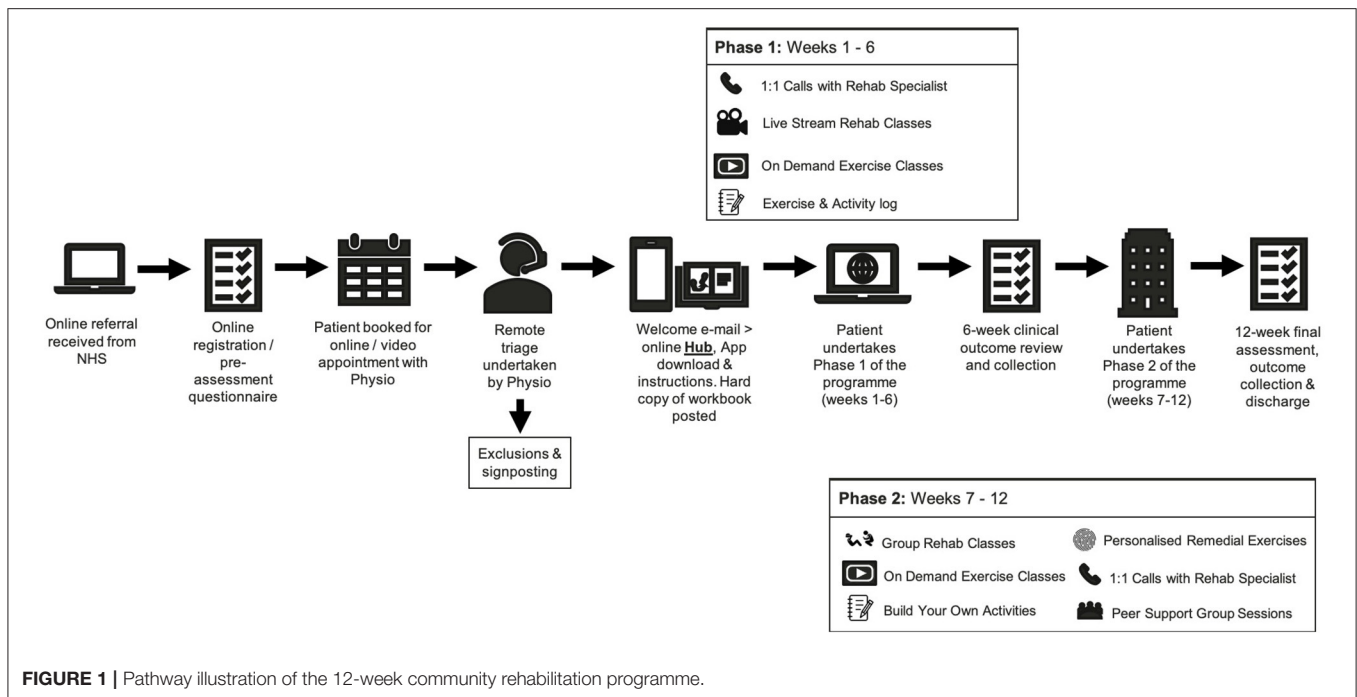 Phase 1: Weeks 1 - 6
1:1 Calls with Rehab Specialist
Live Stream Rehab Classes
On Demand Exercise Classes
Exercise & Activity log
Online referral
received from
NHS
Online
registration /
pre-
assessment
questionnaire
Patient booked for
online / video
appointment with
Physio
Remote
triage
undertaken
by Physio
Exclusions &
signposting
Welcome e-mail >
online Hub, App
download &
instructions. Hard
copy of workbook
posted
Patient
undertakes
Phase 1 of the
programme
(weeks 1-6)
6-week clinical
outcome review
and collection
Patient
undertakes
Phase 2 of the
programme
(weeks 7-12)
12-week final
assessment,
outcome
collection &
discharge
Phase 2: Weeks 7 - 12
Group Rehab Classes
On Demand Exercise Classes
Build Your Own Activities
Personalised Remedial Exercises
1:1 Calls with Rehab Specialist
Peer Support Group Sessions
FIGURE 1 | Pathway illustration of the 12-week community rehabilitation programme.